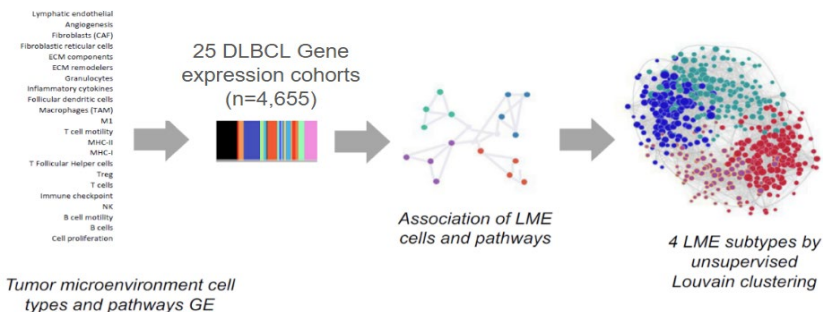 Lymphatic endothelial
Angiogenesis
Fibroblasts (CAF)
Fibroblastic reticular cells
ECM components
ECM remodelers
Granulocytes
Inflammatory cytokines
Follicular dendritic cells
Macrophages (TAM)
M1
T cell motility
MHC-II
MHC-I
T Follicular Helper cells
Treg
T cells
Immune checkpoint
NK
B cell motility
B cells
Cell proliferation
Tumor microenvironment cell
types and pathways GE
25 DLBCL Gene
expression cohorts
(n=4,655)
Association of LME
cells and pathways
4 LME subtypes by
unsupervised
Louvain clustering